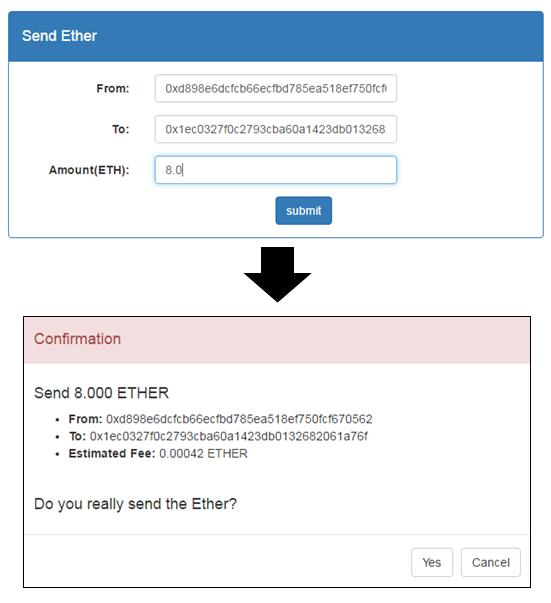 Send Ether
From: 0xd898e6dcfcb66ecfbd785ea518ef750fcf
To: 0x1ec0327f0c2793cba60a1423db013268
Amount(ETH): 8.0
submit
Confirmation
Send 8.000 ETHER
From: 0xd898e6dcfcb66ecfbd785ea518ef750fcf670562
To: 0x1ec0327f0c2793cba60a1423db0132682061a76f
Estimated Fee: 0.00042 ETHER
Do you really send the Ether?
Yes Cancel